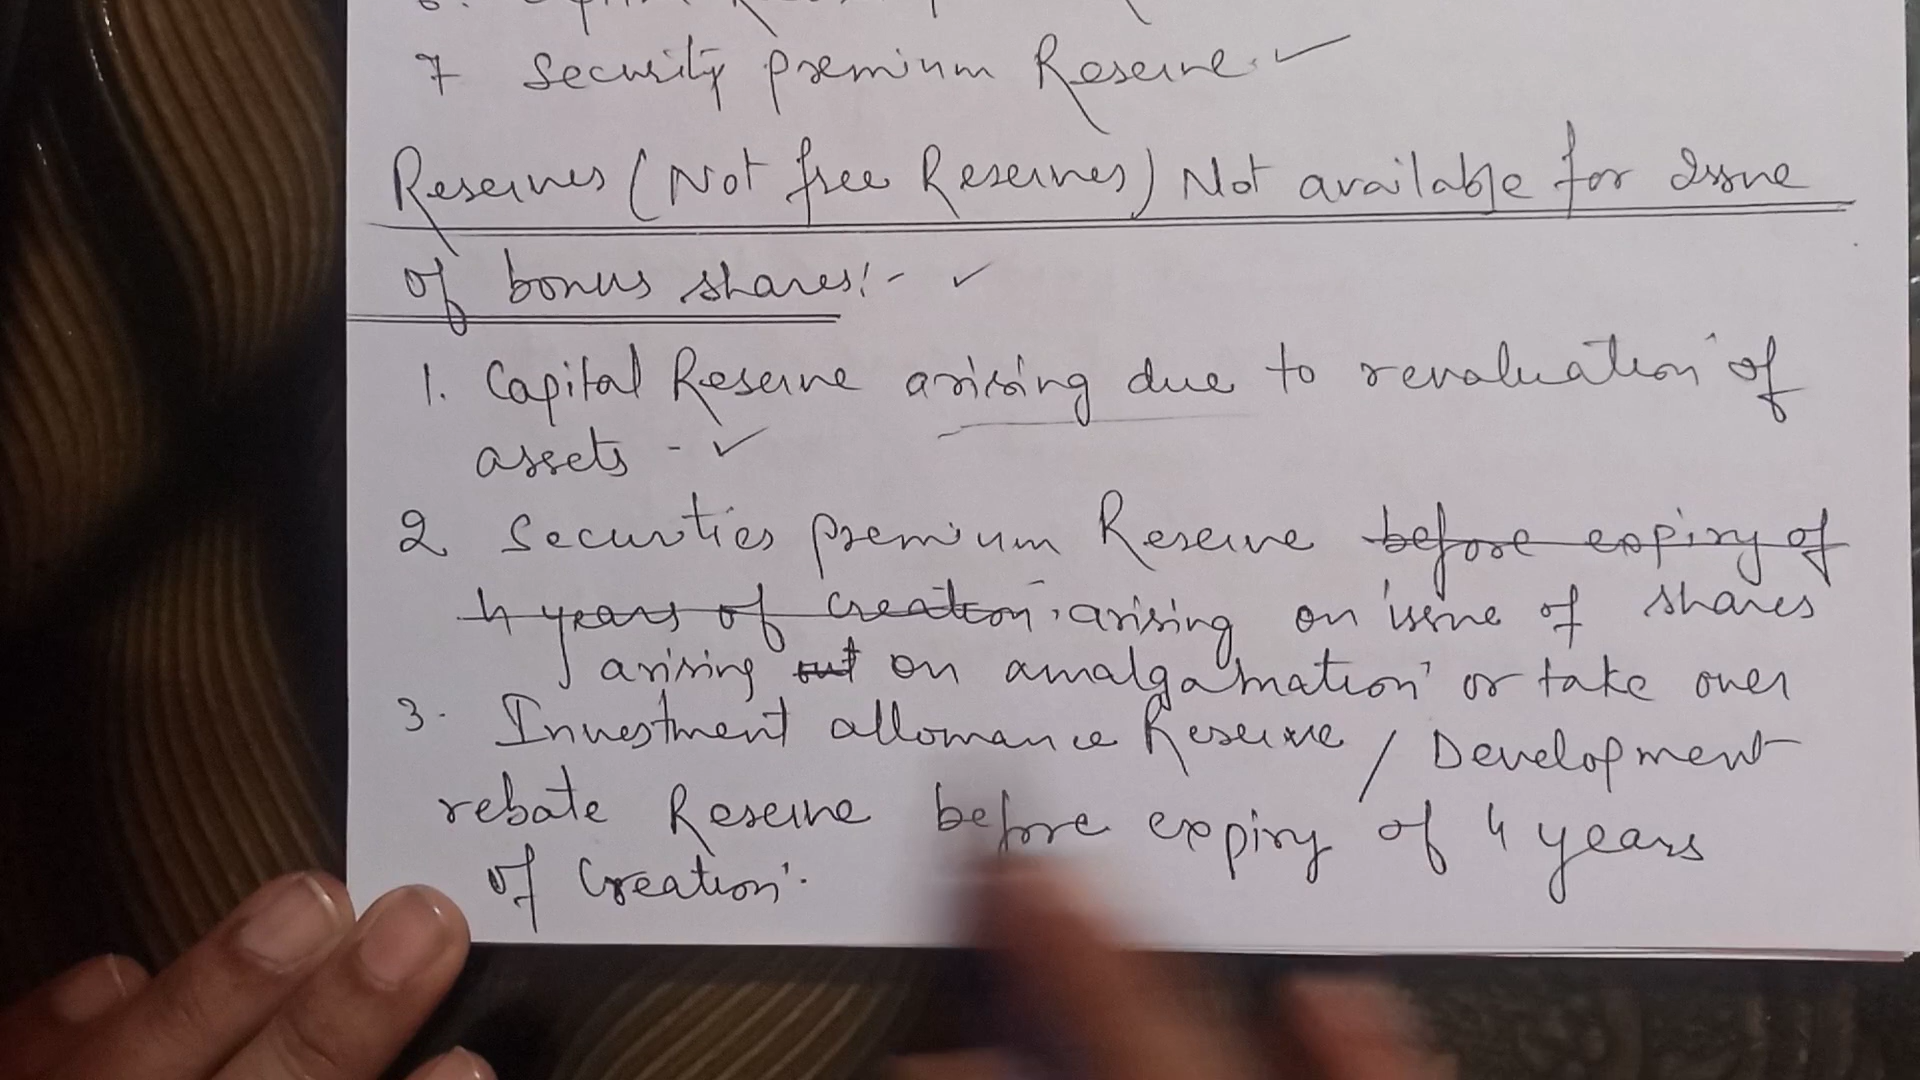 7 Security premium Reserve.
Reserves (Not free Reserves) Not available for Issue
of bonus shares:-
1. Capital Reserve arising due to revaluation of
assets -
2 Securities premium Reserve before expiry of
4 years of creation. arising on issue of shares
arising out on amalgamation or take over
3. Investment allowance Reserve / Development
rebate Reserve before expiry of 4 years
of Creation.